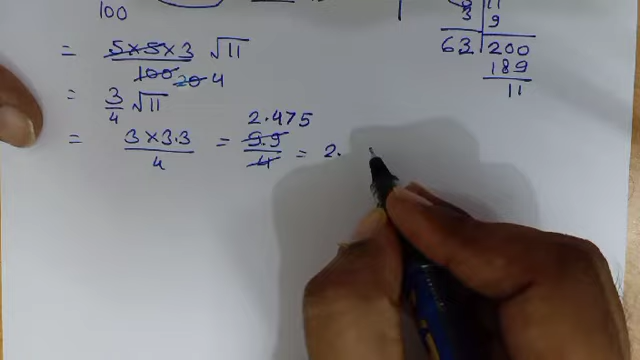 100
3 | 11
9
= 5×5×3 √11 / 100 20 4
63 | 200
189
11
= 3/4 √11
= 3×3.3 / 4 = 9.9 / 4 2.475 = 2.